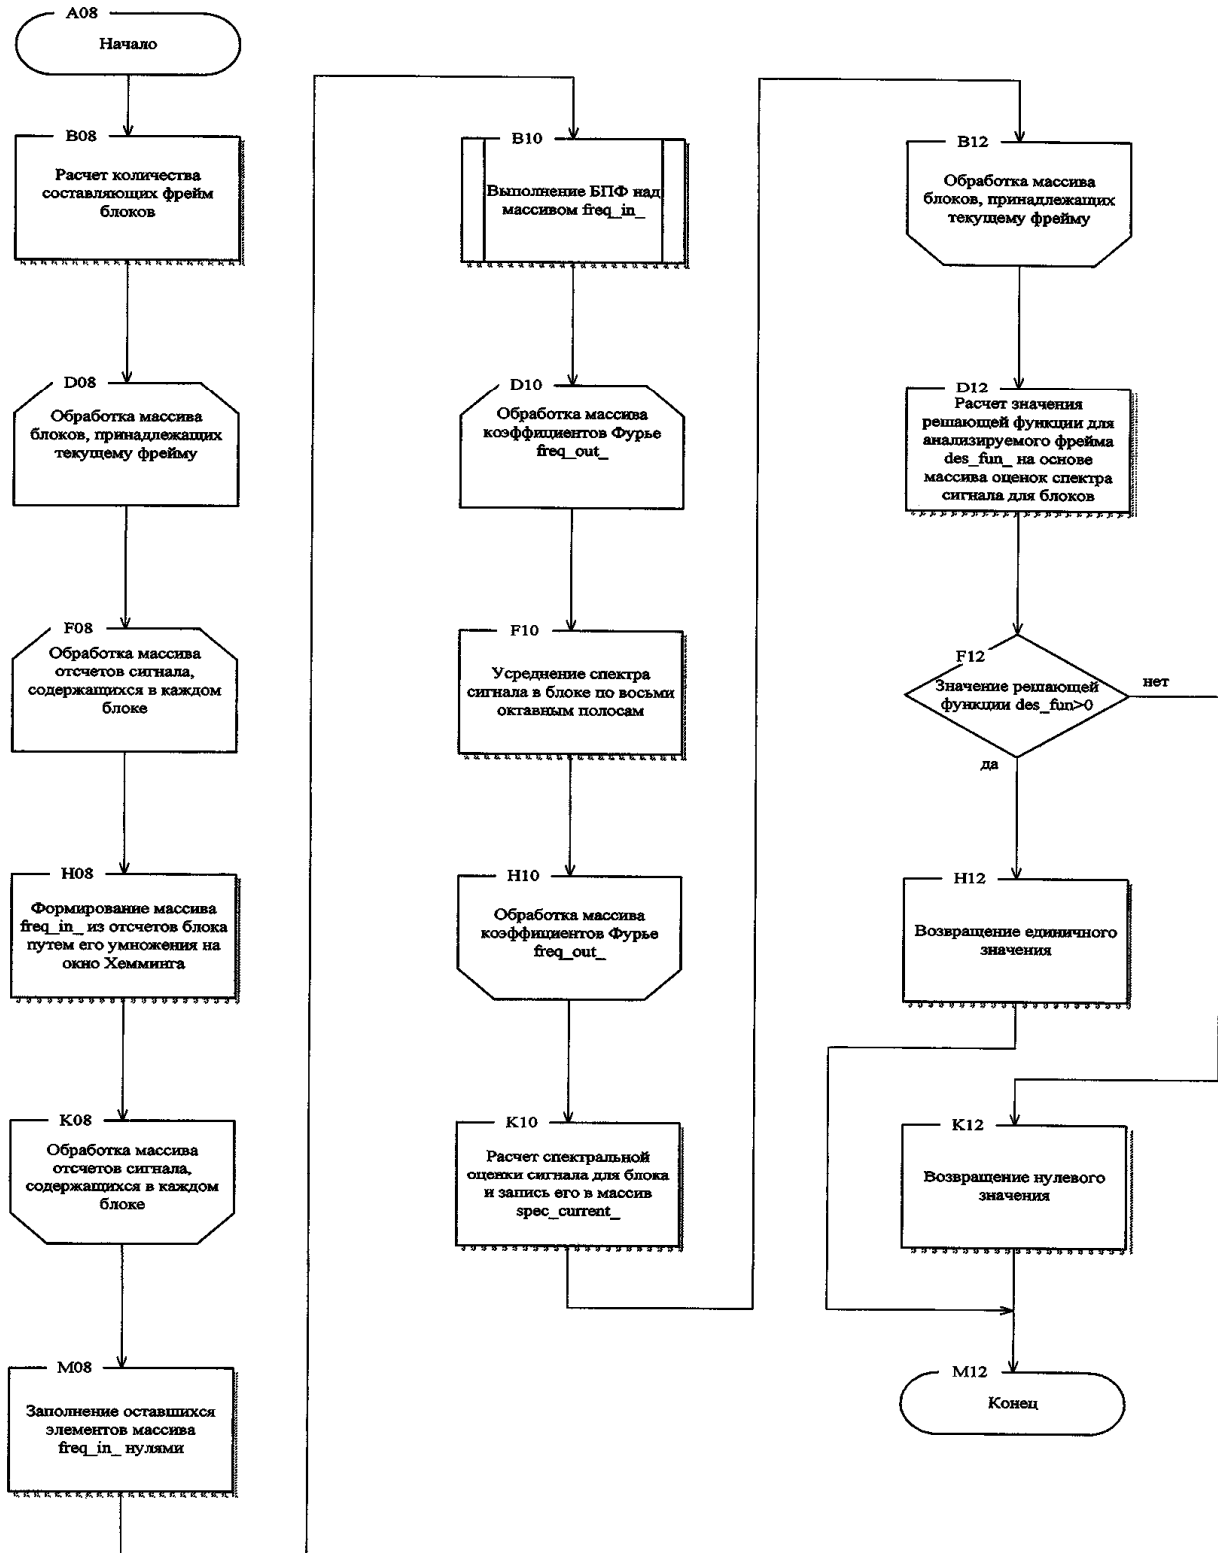 A08
Начало
B08
Расчет количества
составляющих фрейм
блоков
D08
Обработка массива
блоков, принадлежащих
текущему фрейму
F08
Обработка массива
отсчетов сигнала,
содержащихся в каждом
блоке
H08
Формирование массива
freq_in_ из отсчетов блока
путем его умножения на
окно Хемминга
K08
Обработка массива
отсчетов сигнала,
содержащихся в каждом
блоке
M08
Заполнение оставшихся
элементов массива
freq_in_ нулями
B10
Выполнение БПФ над
массивом freq_in_
D10
Обработка массива
коэффициентов Фурье
freq_out_
F10
Усреднение спектра
сигнала в блоке по восьми
октавным полосам
H10
Обработка массива
коэффициентов Фурье
freq_out_
K10
Расчет спектральной
оценки сигнала для блока
и запись его в массив
spec_current_
B12
Обработка массива
блоков, принадлежащих
текущему фрейму
D12
Расчет значения
решающей функции для
анализируемого фрейма
des_fun_ на основе
массива оценок спектра
сигнала для блоков
F12
Значение решающей
функции des_fun>0
нет
да
H12
Возвращение единичного
значения
K12
Возвращение нулевого
значения
M12
Конец